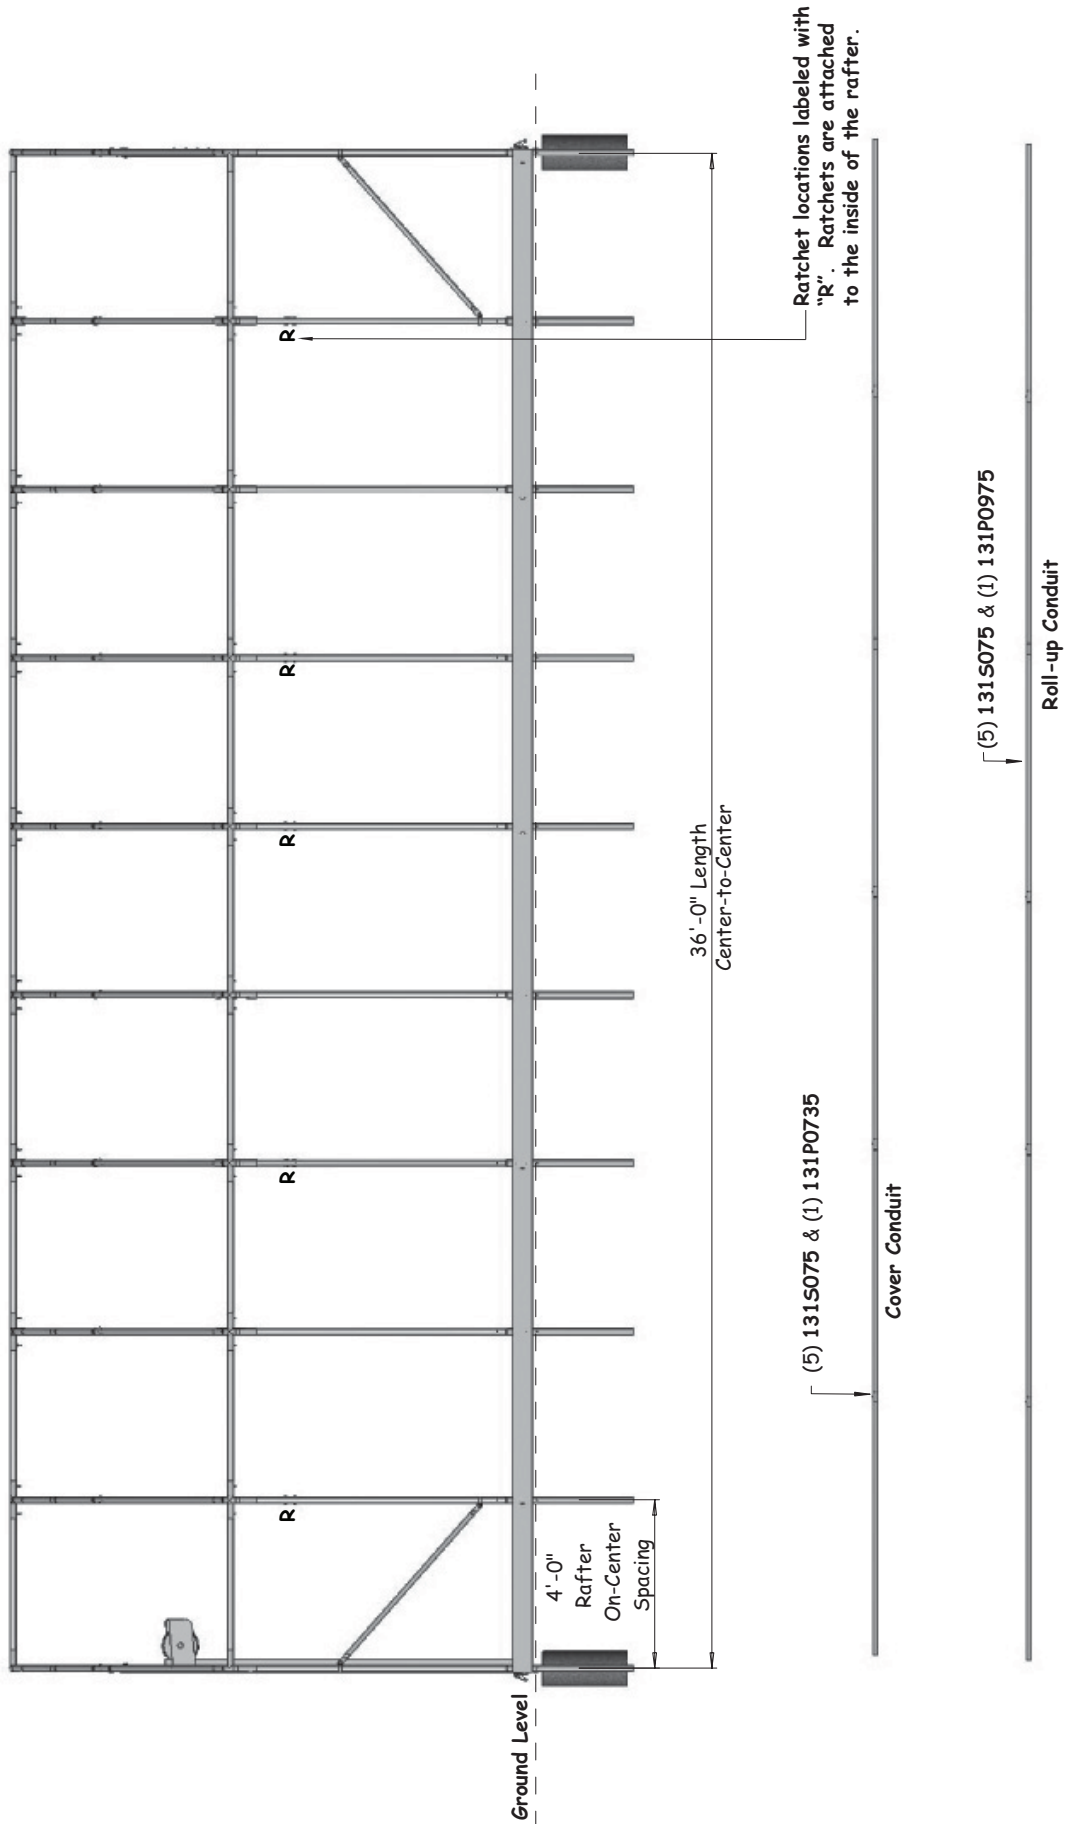 Ratchet locations labeled with
"R". Ratchets are attached
to the inside of the rafter.
R
R
R
R
R
Ground Level
4'-0"
Rafter
On-Center
Spacing
36'-0" Length
Center-to-Center
(5) 131S075 & (1) 131P0735
Cover Conduit
(5) 131S075 & (1) 131P0975
Roll-up Conduit